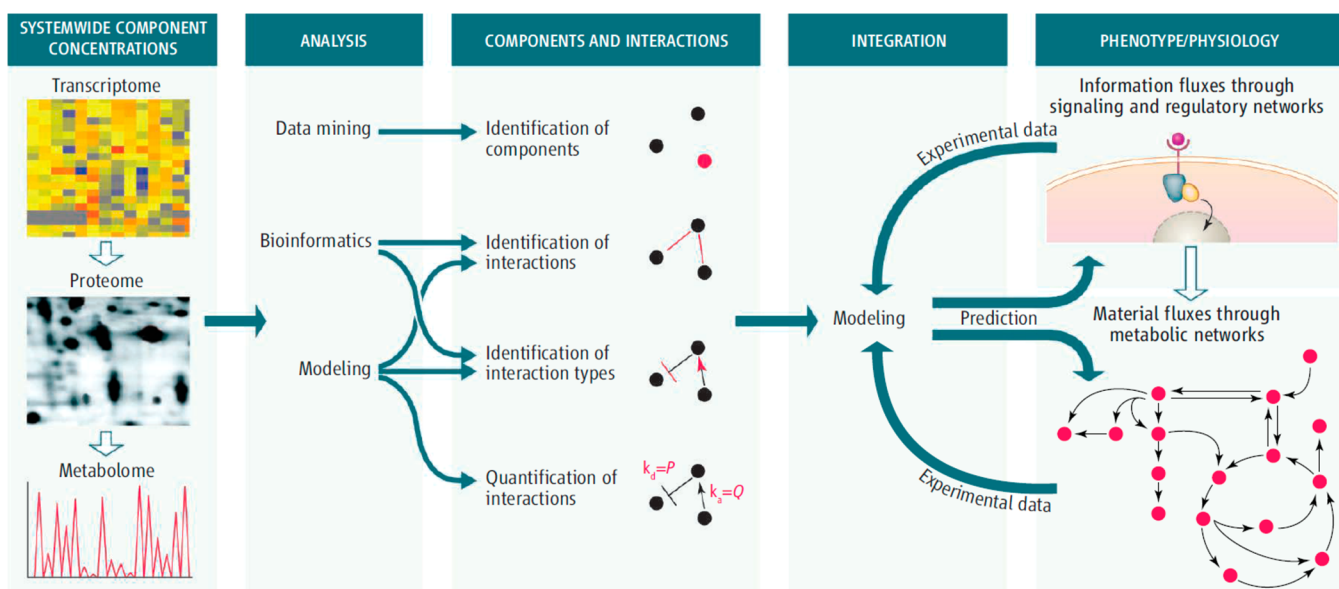 SYSTEMWIDE COMPONENT
CONCENTRATIONS
ANALYSIS
COMPONENTS AND INTERACTIONS
INTEGRATION
PHENOTYPE/PHYSIOLOGY
Transcriptome
Proteome
Metabolome
Data mining
Bioinformatics
Modeling
Identification of
components
Identification of
interactions
Identification of
interaction types
Quantification of
interactions
kd=P
ka=Q
Experimental data
Modeling
Prediction
Experimental data
Information fluxes through
signaling and regulatory networks
Material fluxes through
metabolic networks